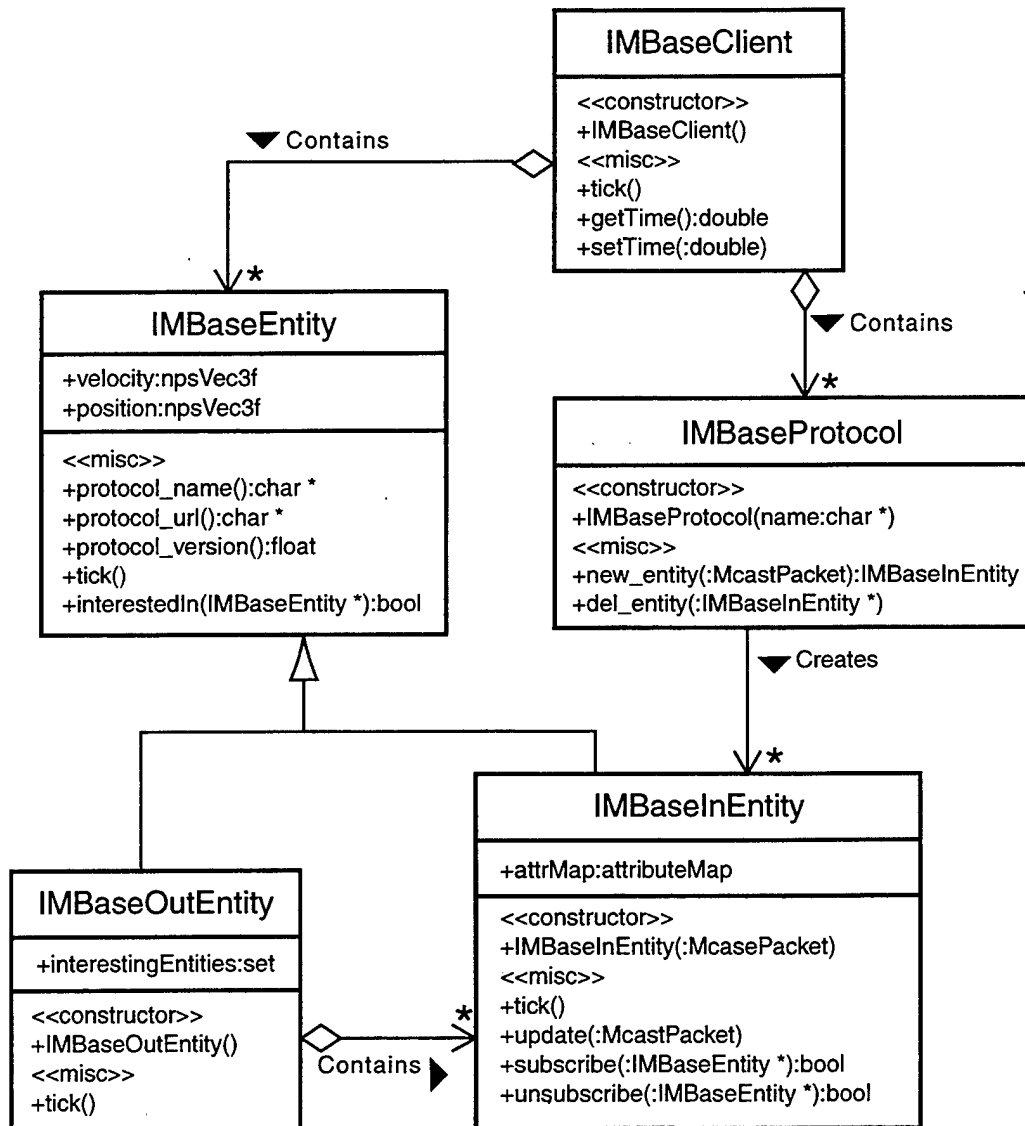 IMBaseClient
<<constructor>>
+IMBaseClient()
<<misc>>
+tick()
+getTime():double
+setTime(:double)
Contains
*
Contains
*
IMBaseEntity
+velocity:npsVec3f
+position:npsVec3f
<<misc>>
+protocol_name():char *
+protocol_url():char *
+protocol_version():float
+tick()
+interestedIn(IMBaseEntity *):bool
IMBaseProtocol
<<constructor>>
+IMBaseProtocol(name:char *)
<<misc>>
+new_entity(:McastPacket):IMBaseInEntity
+del_entity(:IMBaseInEntity *)
Creates
*
IMBaseInEntity
+attrMap:attributeMap
<<constructor>>
+IMBaseInEntity(:McasePacket)
<<misc>>
+tick()
+update(:McastPacket)
+subscribe(:IMBaseEntity *):bool
+unsubscribe(:IMBaseEntity *):bool
IMBaseOutEntity
+interestingEntities:set
<<constructor>>
+IMBaseOutEntity()
<<misc>>
+tick()
*
Contains